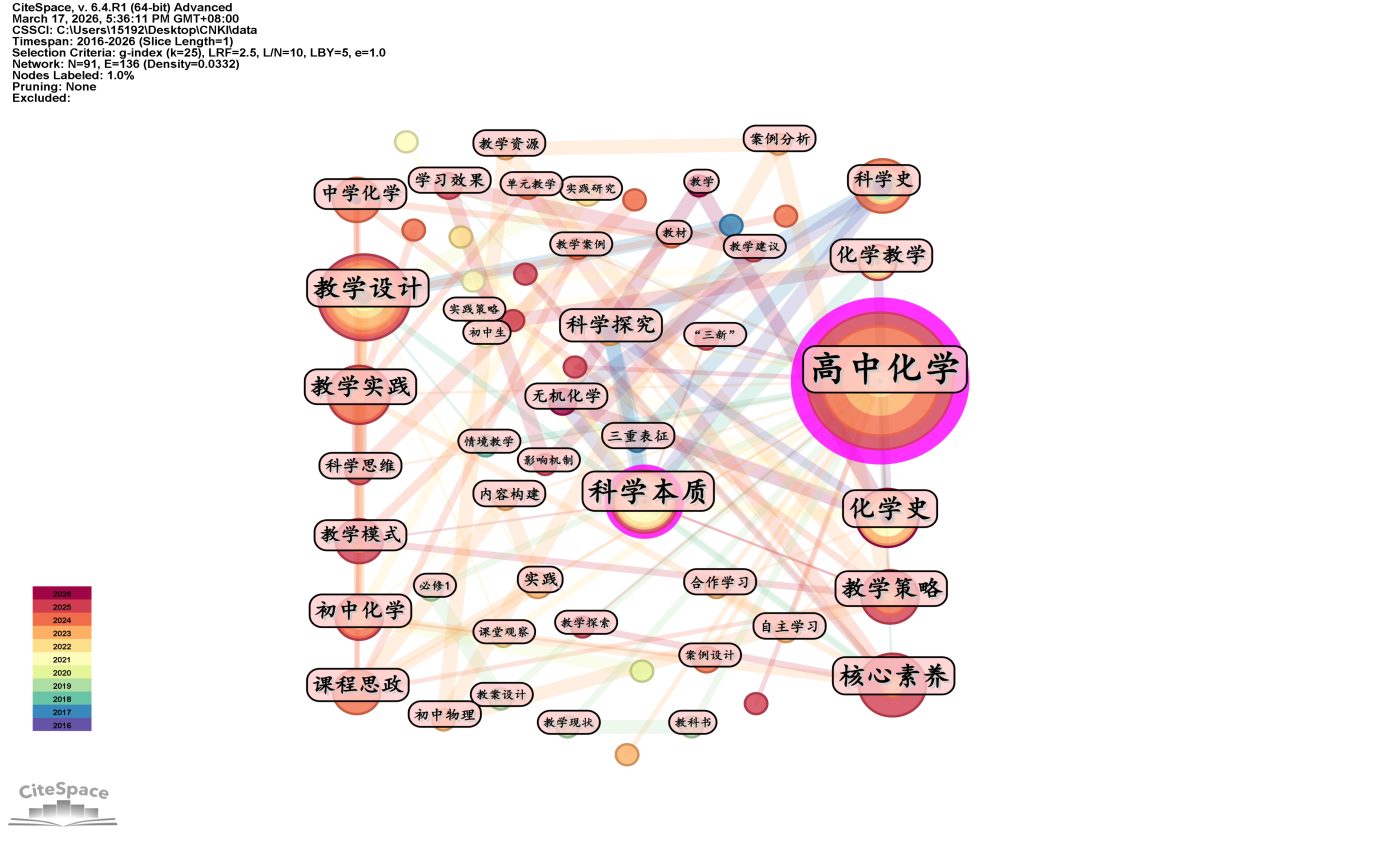 CiteSpace, v. 6.4.R1 (64-bit) Advanced
March 17, 2026, 5:36:11 PM GMT+08:00
CSSCI: C:\Users\15192\Desktop\CNKI\data
Timespan: 2016-2026 (Slice Length=1)
Selection Criteria: g-index (k=25), LRF=2.5, L/N=10, LBY=5, e=1.0
Network: N=91, E=136 (Density=0.0332)
Nodes Labeled: 1.0%
Pruning: None
Excluded:
教学资源
案例分析
中学化学
学习效果
单元教学
实践研究
教学
科学史
教学案例
教材
教学建议
化学教学
教学设计
实践策略
初中生
科学探究
“三新”
高中化学
教学实践
无机化学
情境教学
三重表征
科学思维
影响机制
内容构建
科学本质
化学史
教学模式
必修1
实践
合作学习
教学策略
初中化学
课堂观察
教学探索
自主学习
案例设计
课程思政
教案设计
核心素养
初中物理
教学现状
教科书
2026
2025
2024
2023
2022
2021
2020
2019
2018
2017
2016
CiteSpace